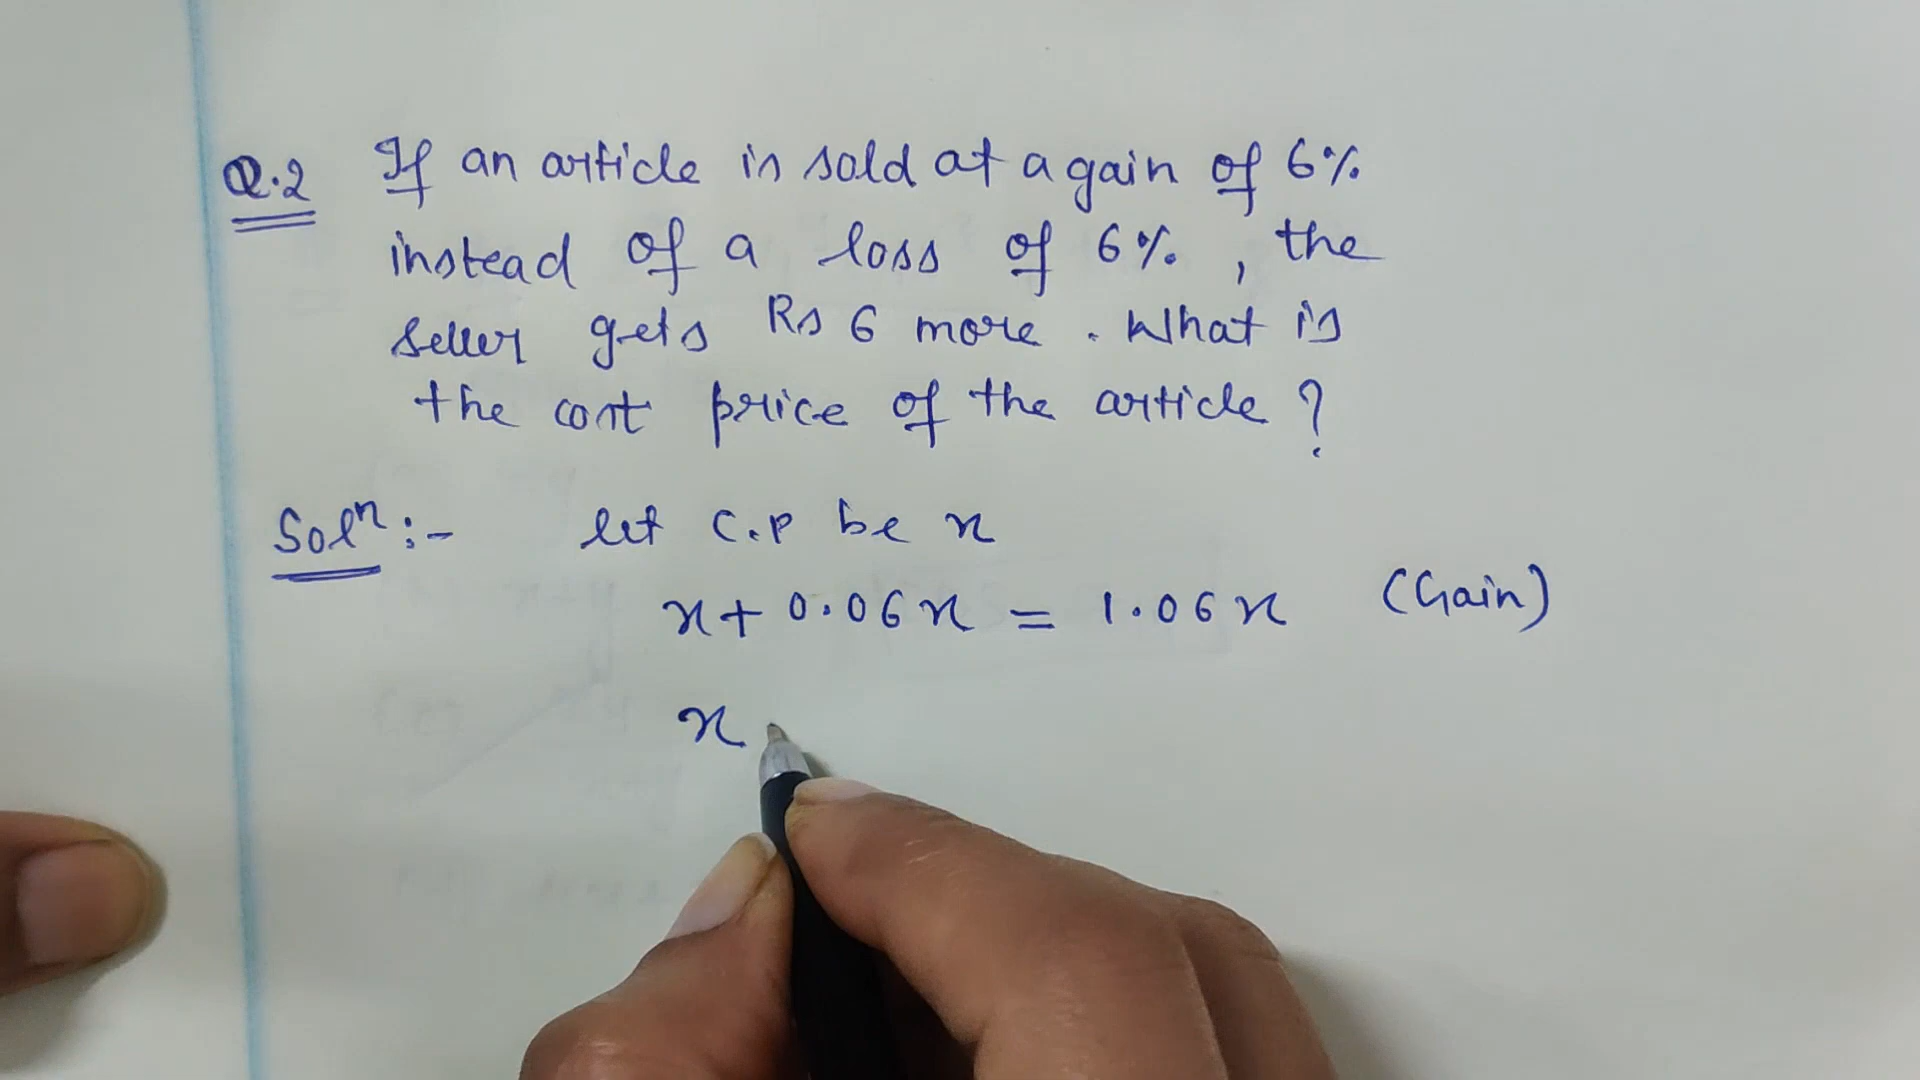 Q.2 If an article is sold at a gain of 6%
instead of a loss of 6%, the
seller gets Rs 6 more. What is
the cost price of the article?
Solⁿ:- let C.P be x
x + 0.06x = 1.06x (Gain)
x